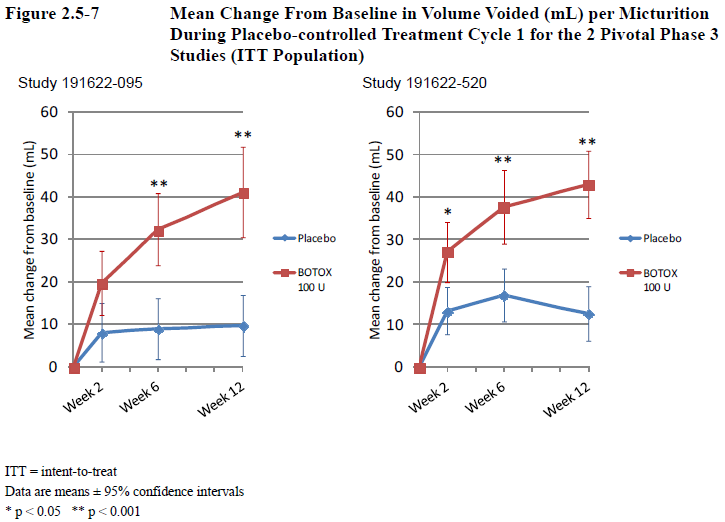 Figure 2.5-7
Mean Change From Baseline in Volume Voided (mL) per Micturition
During Placebo-controlled Treatment Cycle 1 for the 2 Pivotal Phase 3
Studies (ITT Population)
Study 191622-095
60
50
40
30
20
10
0
Mean change from baseline (mL)
**
**
Week 2
Week 6
Week 12
Placebo
BOTOX
100 U
Study 191622-520
60
50
40
30
20
10
0
Mean change from baseline (mL)
*
**
**
Week 2
Week 6
Week 12
Placebo
BOTOX
100 U
ITT = intent-to-treat
Data are means ± 95% confidence intervals
* p < 0.05 ** p < 0.001